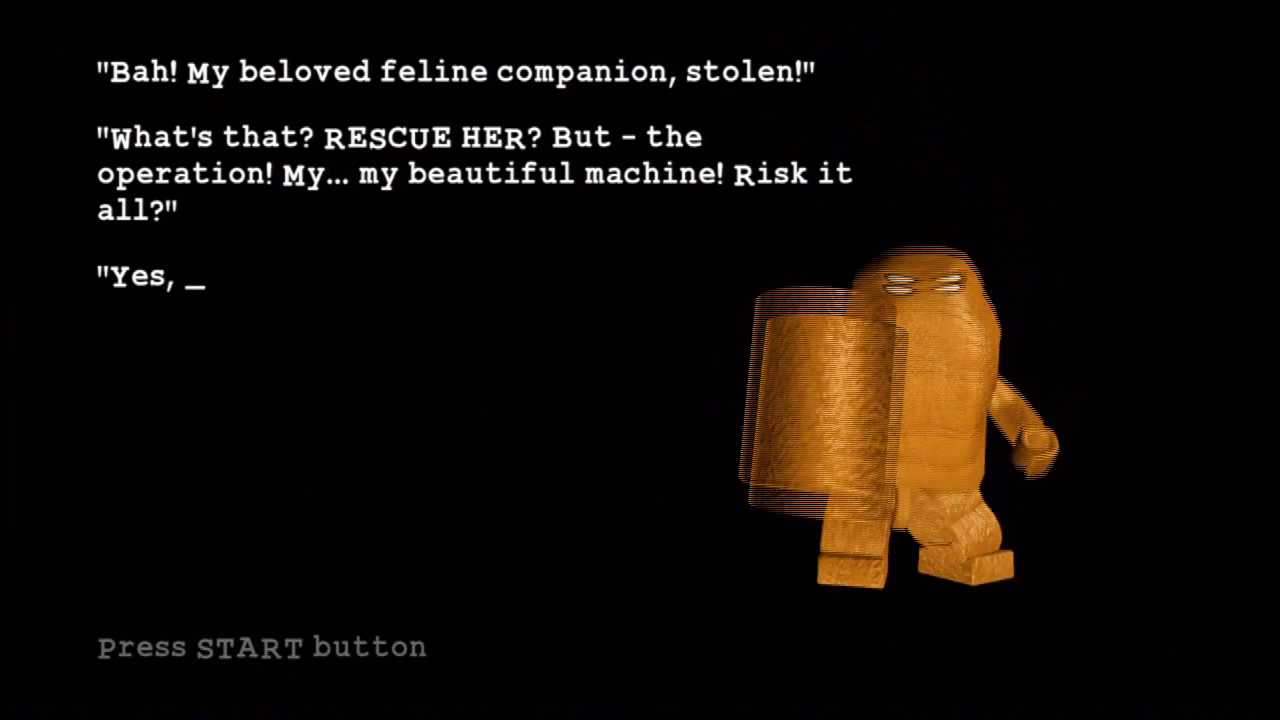 "Bah! My beloved feline companion, stolen!"
"What's that? RESCUE HER? But - the
operation! My... my beautiful machine! Risk it
all?"
"Yes, _
Press START button